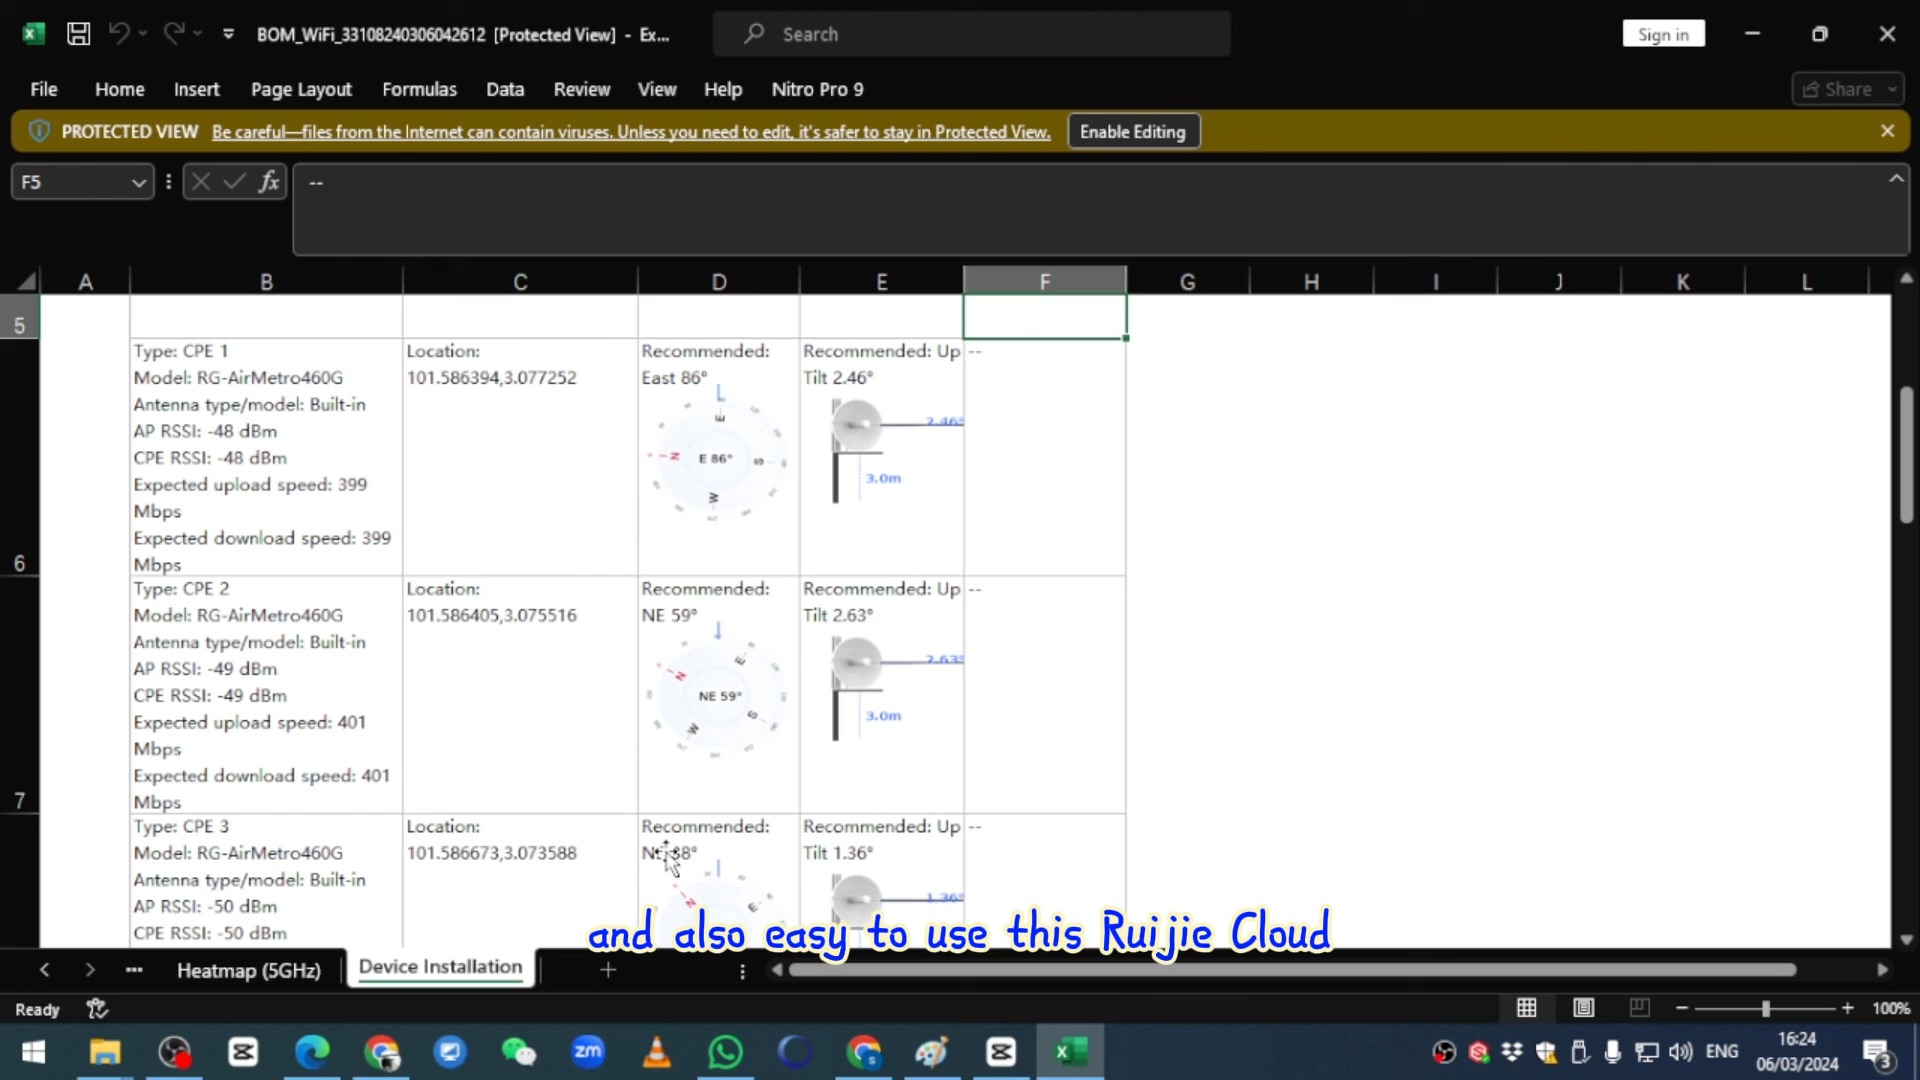 BOM_WiFi_33108240306042612 [Protected View] - Ex...
Search
Sign in
File Home Insert Page Layout Formulas Data Review View Help Nitro Pro 9
Share
PROTECTED VIEW Be careful—files from the Internet can contain viruses. Unless you need to edit, it's safer to stay in Protected View. Enable Editing
F5 fx --
A B C D E F G H I J K L
5
Type: CPE 1
Model: RG-AirMetro460G
Antenna type/model: Built-in
AP RSSI: -48 dBm
CPE RSSI: -48 dBm
Expected upload speed: 399
Mbps
Expected download speed: 399
Mbps
Location:
101.586394,3.077252
Recommended:
East 86°
E
N
E 86°
S
W
Recommended: Up
Tilt 2.46°
2.46°
3.0m
--
6
Type: CPE 2
Model: RG-AirMetro460G
Antenna type/model: Built-in
AP RSSI: -49 dBm
CPE RSSI: -49 dBm
Expected upload speed: 401
Mbps
Expected download speed: 401
Mbps
Location:
101.586405,3.075516
Recommended:
NE 59°
E
N
NE 59°
S
W
Recommended: Up
Tilt 2.63°
2.63°
3.0m
--
7
Type: CPE 3
Model: RG-AirMetro460G
Antenna type/model: Built-in
AP RSSI: -50 dBm
CPE RSSI: -50 dBm
Location:
101.586673,3.073588
Recommended:
N
E
Recommended: Up
Tilt 1.36°
1.36°
--
and also easy to use this Ruijie Cloud
Heatmap (5GHz) Device Installation
Ready
100%
zm
ENG
16:24
06/03/2024
3